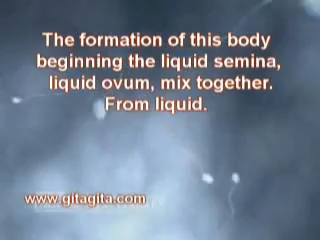 The formation of this body
beginning the liquid semina,
liquid ovum, mix together.
From liquid.
www.gitagita.com